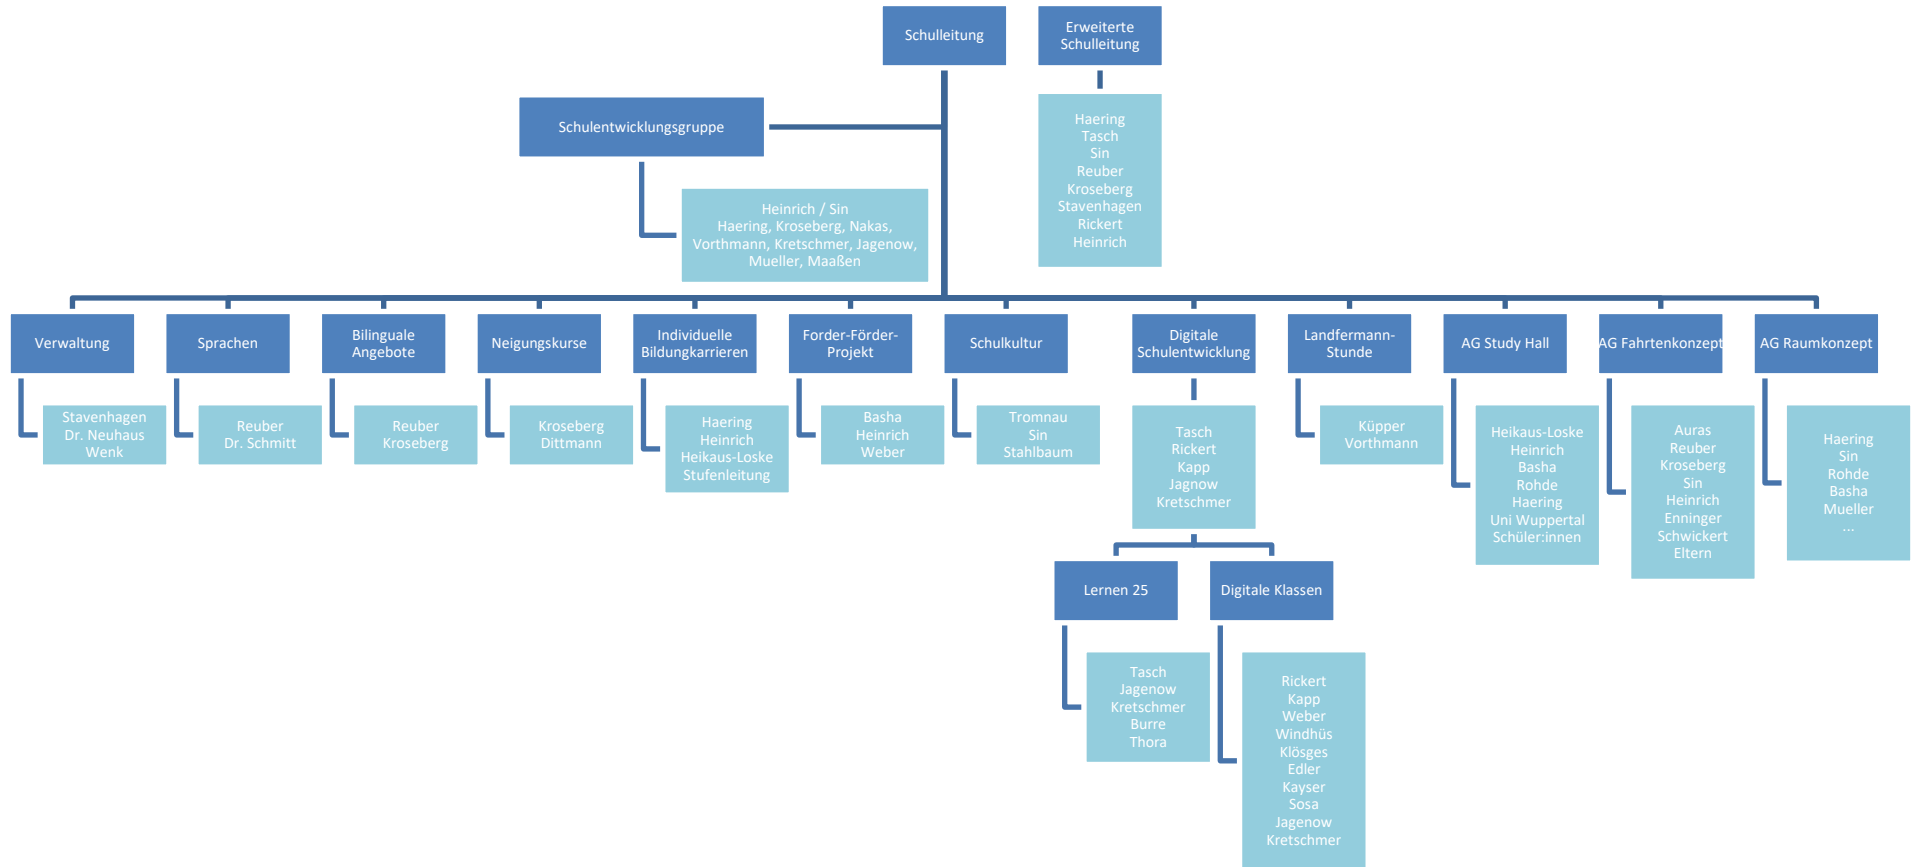 Schulleitung
Erweiterte
Schulleitung
Haering
Tasch
Sin
Reuber
Kroseberg
Stavenhagen
Rickert
Heinrich
Schulentwicklungsgruppe
Heinrich / Sin
Haering, Kroseberg, Nakas,
Vorthmann, Kretschmer, Jagenow,
Mueller, Maaßen
Verwaltung
Stavenhagen
Dr. Neuhaus
Wenk
Sprachen
Reuber
Dr. Schmitt
Bilinguale
Angebote
Reuber
Kroseberg
Neigungskurse
Kroseberg
Dittmann
Individuelle
Bildungkarrieren
Haering
Heinrich
Heikaus-Loske
Stufenleitung
Forder-Förder-
Projekt
Basha
Heinrich
Weber
Schulkultur
Tromnau
Sin
Stahlbaum
Digitale
Schulentwicklung
Tasch
Rickert
Kapp
Jagnow
Kretschmer
Lernen 25
Tasch
Jagenow
Kretschmer
Burre
Thora
Digitale Klassen
Rickert
Kapp
Weber
Windhüs
Klösges
Edler
Kayser
Sosa
Jagenow
Kretschmer
Landfermann-
Stunde
Küpper
Vorthmann
AG Study Hall
Heikaus-Loske
Heinrich
Basha
Rohde
Haering
Uni Wuppertal
Schüler:innen
AG Fahrtenkonzept
Auras
Reuber
Kroseberg
Sin
Heinrich
Enninger
Schwickert
Eltern
AG Raumkonzept
Haering
Sin
Rohde
Basha
Mueller
...